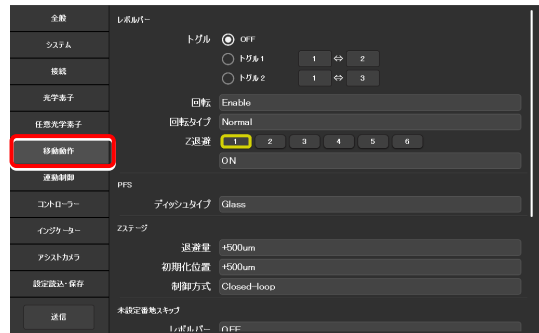 全般
システム
接続
光学素子
任意光学素子
移動動作
連動制御
コントローラー
インジケーター
アシストカメラ
設定読込・保存
送信
レボルバー
トグル OFF
トグル1 1 ⇔ 2
トグル2 1 ⇔ 3
回転 Enable
回転タイプ Normal
Z退避 1 2 3 4 5 6
ON
PFS
ディッシュタイプ Glass
Zステージ
退避量 +500um
初期化位置 +500um
制御方式 Closed-loop
未設定番地スキップ
レボルバー OFF